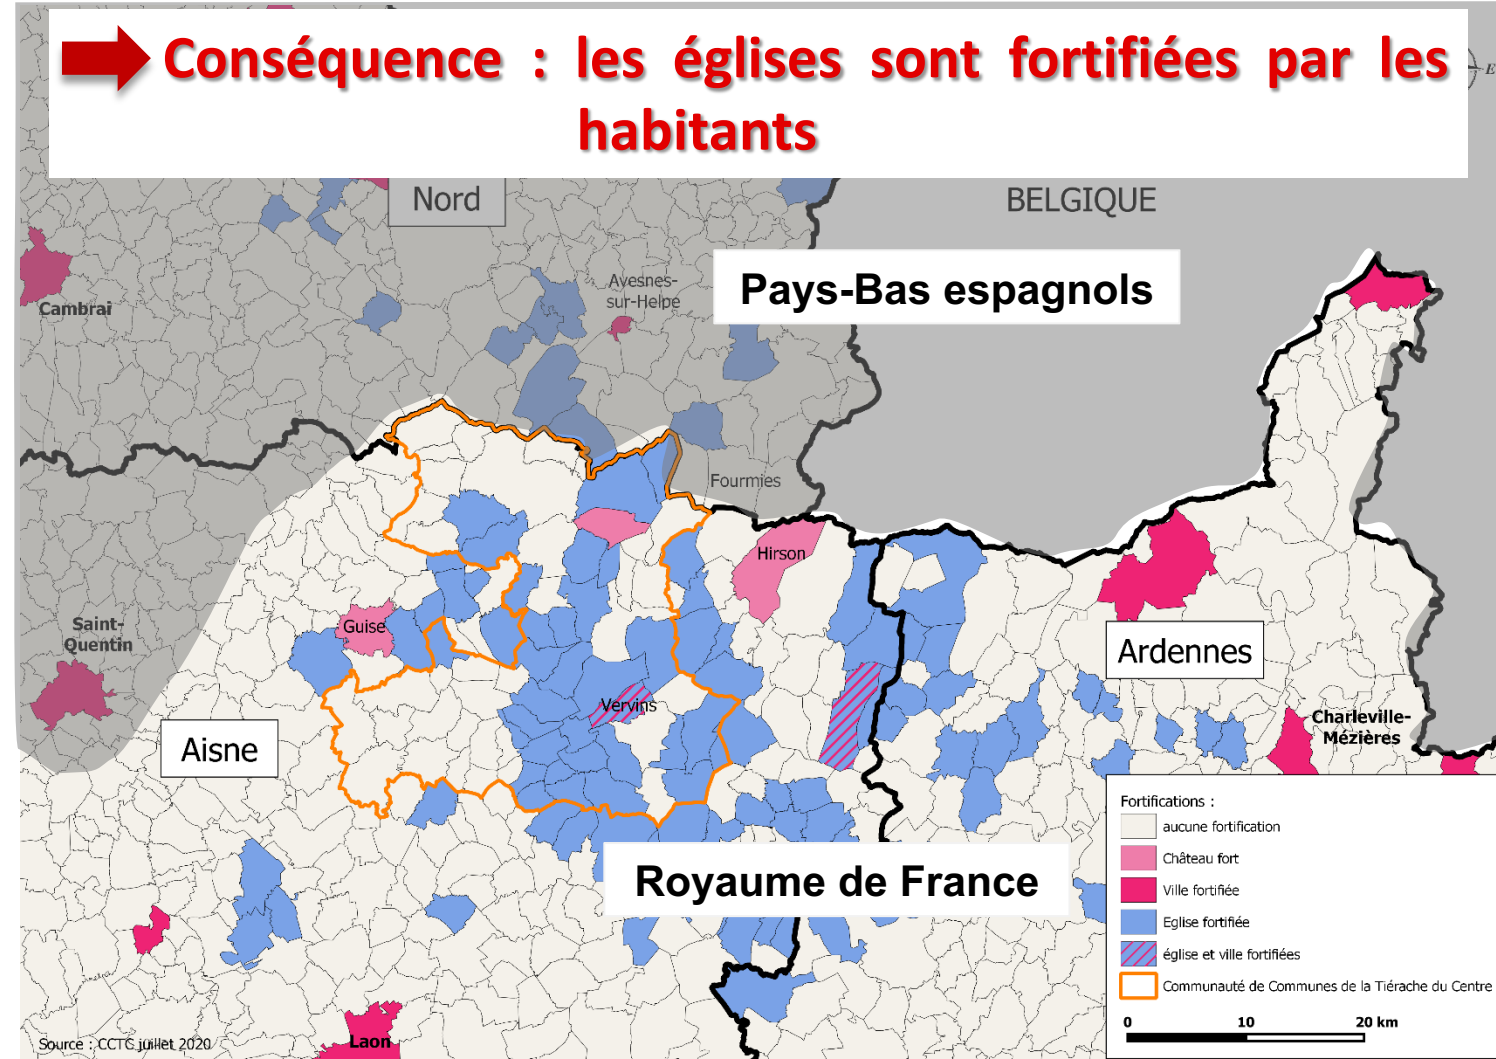 Conséquence : les églises sont fortifiées par les
habitants
E
Nord
BELGIQUE
Pays-Bas espagnols
Avesnes-
sur-Helpe
Cambrai
Fourmies
Hirson
Guise
Saint-
Quentin
Ardennes
Vervins
Charleville-
Mézières
Aisne
Royaume de France
Laon
Fortifications :
aucune fortification
Château fort
Ville fortifiée
Eglise fortifiée
église et ville fortifiées
Communauté de Communes de la Tiérache du Centre
0 10 20 km
Source : CCTC juillet 2020